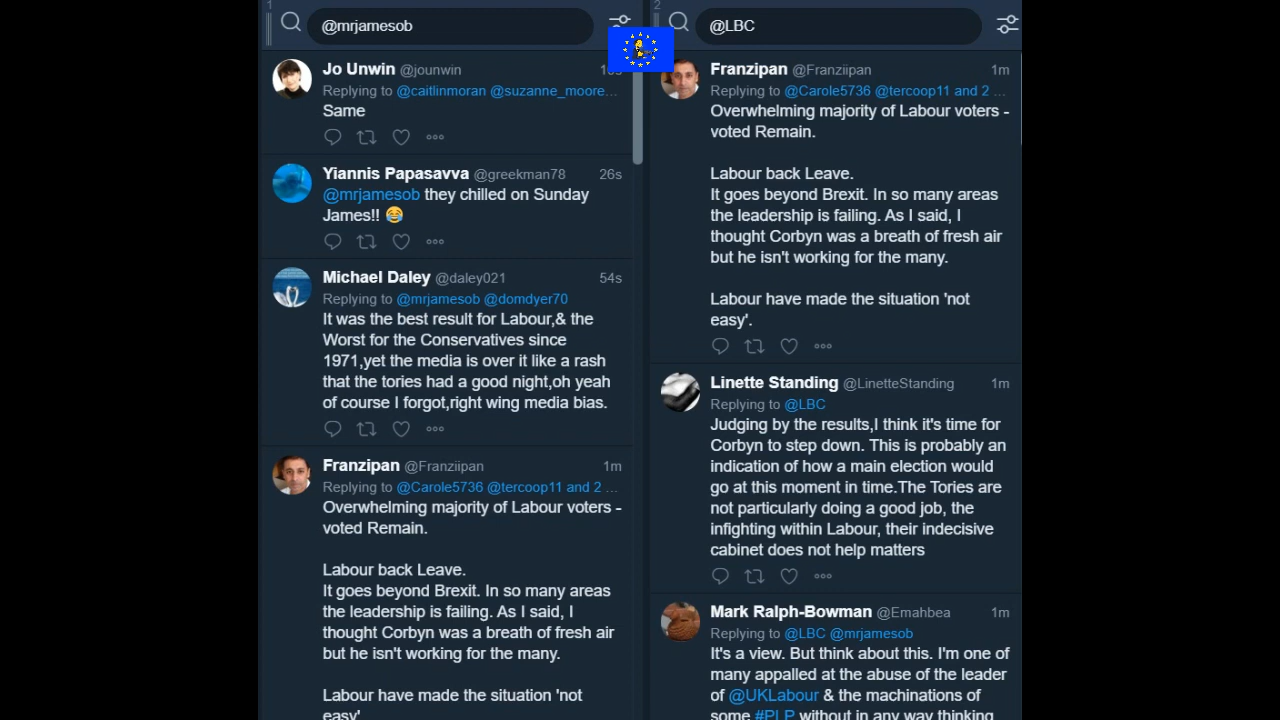 1
@mrjamesob
Jo Unwin @jounwin
Replying to @caitlinmoran @suzanne_moore...
Same
Yiannis Papasavva @greekman78 26s
@mrjamesob they chilled on Sunday
James!! 😂
Michael Daley @daley021 54s
Replying to @mrjamesob @domdyer70
It was the best result for Labour,& the
Worst for the Conservatives since
1971,yet the media is over it like a rash
that the tories had a good night,oh yeah
of course I forgot,right wing media bias.
Franzipan @Franziipan 1m
Replying to @Carole5736 @tercoop11 and 2 ...
Overwhelming majority of Labour voters -
voted Remain.
Labour back Leave.
It goes beyond Brexit. In so many areas
the leadership is failing. As I said, I
thought Corbyn was a breath of fresh air
but he isn't working for the many.
Labour have made the situation 'not
easy'
2
@LBC
Franzipan @Franziipan 1m
Replying to @Carole5736 @tercoop11 and 2 ...
Overwhelming majority of Labour voters -
voted Remain.
Labour back Leave.
It goes beyond Brexit. In so many areas
the leadership is failing. As I said, I
thought Corbyn was a breath of fresh air
but he isn't working for the many.
Labour have made the situation 'not
easy'.
Linette Standing @LinetteStanding 1m
Replying to @LBC
Judging by the results,I think it's time for
Corbyn to step down. This is probably an
indication of how a main election would
go at this moment in time.The Tories are
not particularly doing a good job, the
infighting within Labour, their indecisive
cabinet does not help matters
Mark Ralph-Bowman @Emahbea 1m
Replying to @LBC @mrjamesob
It's a view. But think about this. I'm one of
many appalled at the abuse of the leader
of @UKLabour & the machinations of
some #PLP without in any way thinking